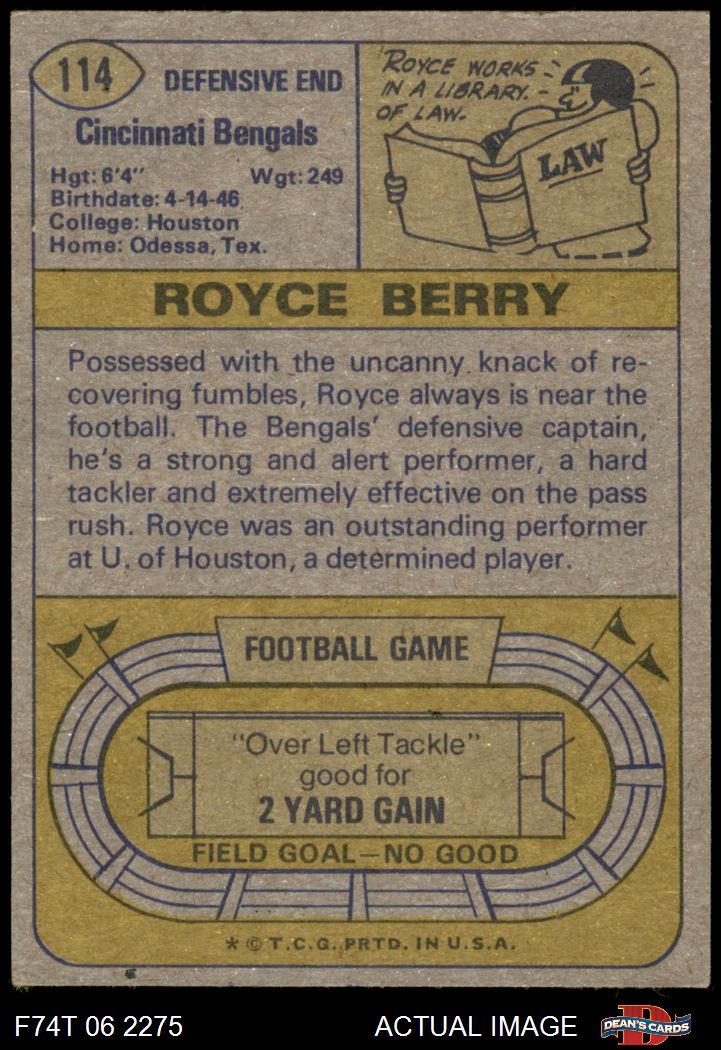 114
DEFENSIVE END
Cincinnati Bengals
Hgt: 6'4" Wgt: 249
Birthdate: 4-14-46
College: Houston
Home: Odessa, Tex.
ROYCE WORKS
IN A LIBRARY
OF LAW.
LAW
ROYCE BERRY
Possessed with the uncanny knack of re-
covering fumbles, Royce always is near the
football. The Bengals' defensive captain,
he's a strong and alert performer, a hard
tackler and extremely effective on the pass
rush. Royce was an outstanding performer
at U. of Houston, a determined player.
FOOTBALL GAME
"Over Left Tackle"
good for
2 YARD GAIN
FIELD GOAL—NO GOOD
* © T.C.G. PRTD. IN U.S.A.
F74T 06 2275 ACTUAL IMAGE
D
DEAN'S CARDS